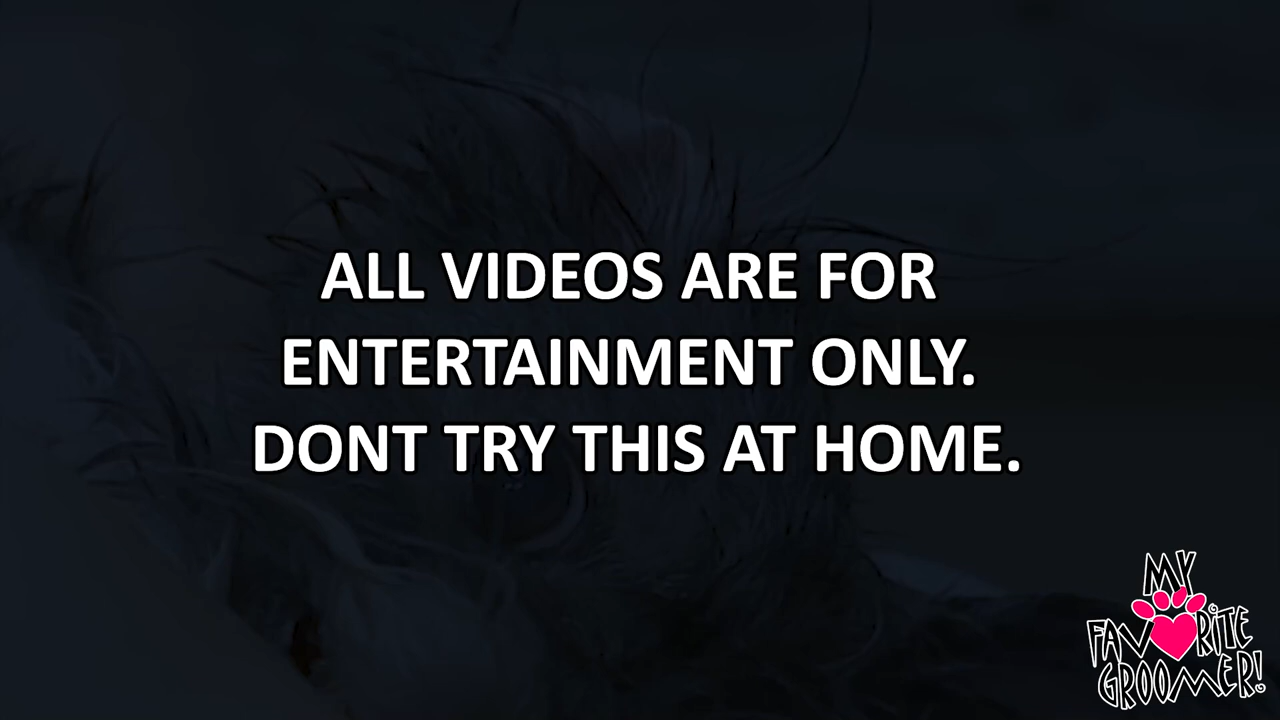 ALL VIDEOS ARE FOR
ENTERTAINMENT ONLY.
DONT TRY THIS AT HOME.
MY
FAVORITE
GROOMER!